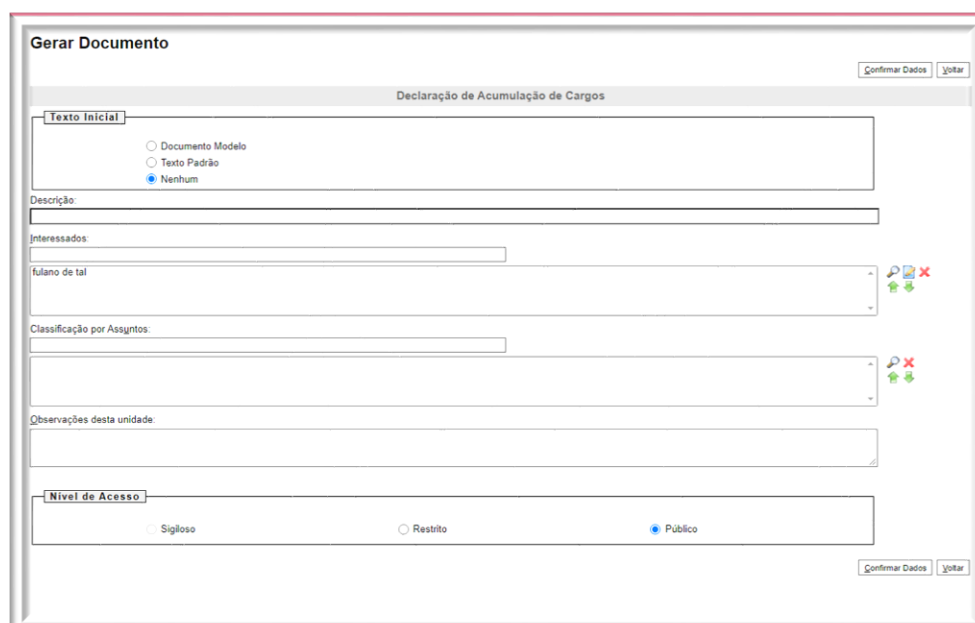 Gerar Documento
Confirmar Dados Voltar
Declaração de Acumulação de Cargos
Texto Inicial
Documento Modelo
Texto Padrão
Nenhum
Descrição:
Interessados:
fulano de tal
Classificação por Assuntos:
Observações desta unidade:
Nível de Acesso
Sigiloso Restrito Público
Confirmar Dados Voltar